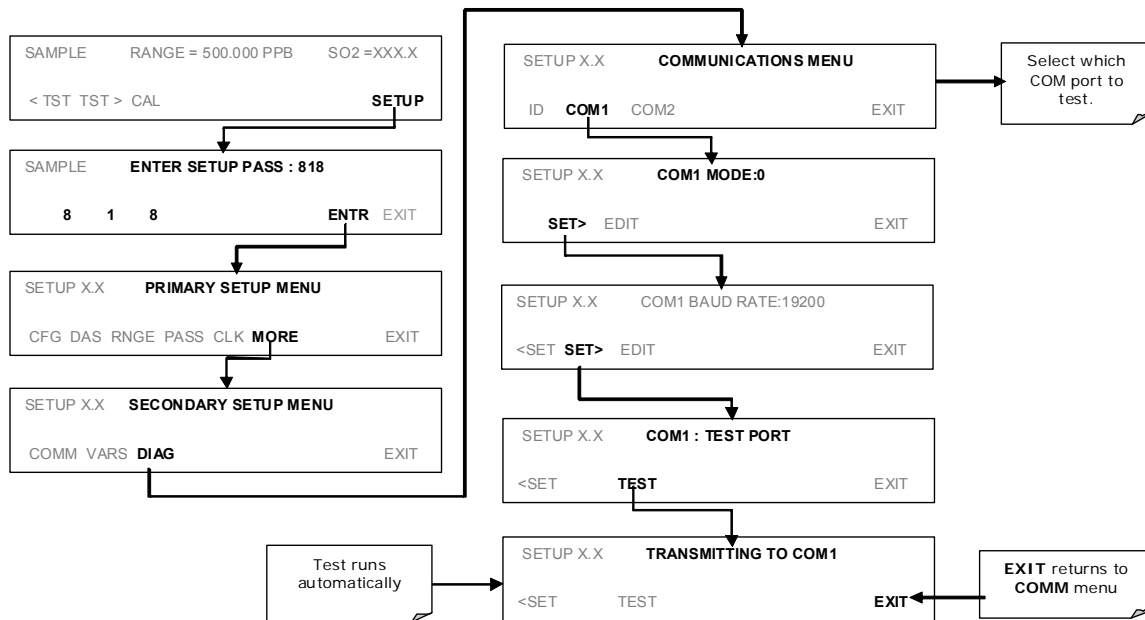 SAMPLE RANGE = 500.000 PPB SO2 =XXX.X
< TST TST > CAL SETUP
SAMPLE ENTER SETUP PASS : 818
8 1 8 ENTR EXIT
SETUP X.X PRIMARY SETUP MENU
CFG DAS RNGE PASS CLK MORE EXIT
SETUP X.X SECONDARY SETUP MENU
COMM VARS DIAG EXIT
SETUP X.X COMMUNICATIONS MENU
ID COM1 COM2 EXIT
Select which
COM port to
test.
SETUP X.X COM1 MODE:0
SET> EDIT EXIT
SETUP X.X COM1 BAUD RATE:19200
<SET SET> EDIT EXIT
SETUP X.X COM1 : TEST PORT
<SET TEST EXIT
Test runs
automatically
SETUP X.X TRANSMITTING TO COM1
<SET TEST EXIT
EXIT returns to
COMM menu